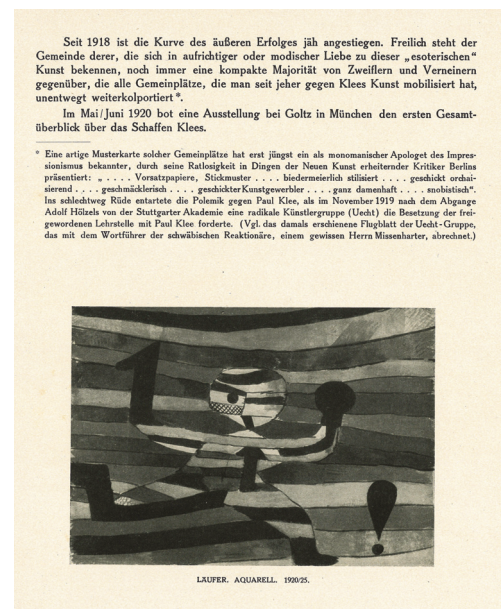 Seit 1918 ist die Kurve des äußeren Erfolges jäh angestiegen. Freilich steht der
Gemeinde derer, die sich in aufrichtiger oder modischer Liebe zu dieser „esoterischen“
Kunst bekennen, noch immer eine kompakte Majorität von Zweiflern und Verneinern
gegenüber, die alle Gemeinplätze, die man seit jeher gegen Klees Kunst mobilisiert hat,
unentwegt weiterkolportiert*.
Im Mai/Juni 1920 bot eine Ausstellung bei Goltz in München den ersten Gesamt-
überblick über das Schaffen Klees.
* Eine artige Musterkarte solcher Gemeinplätze hat erst jüngst ein als monomanischer Apologet des Impres-
sionismus bekannter, durch seine Ratlosigkeit in Dingen der Neuen Kunst erheiternder Kritiker Berlins
präsentiert: „ . . . . Vorsatzpapiere, Stickmuster . . . . biedermeierlich stilisiert . . . . geschickt orchai-
sierend . . . . geschmäcklerisch . . . . geschickter Kunstgewerbler . . . . ganz damenhaft . . . . snobistisch“.
Ins schlechtweg Rüde entartete die Polemik gegen Paul Klee, als im November 1919 nach dem Abgange
Adolf Hölzels von der Stuttgarter Akademie eine radikale Künstlergruppe (Uecht) die Besetzung der frei-
gewordenen Lehrstelle mit Paul Klee forderte. (Vgl. das damals erschienene Flugblatt der Uecht-Gruppe,
das mit dem Wortführer der schwäbischen Reaktionäre, einem gewissen Herrn Missenharter, abrechnet.)
LÄUFER. AQUARELL. 1920/25.